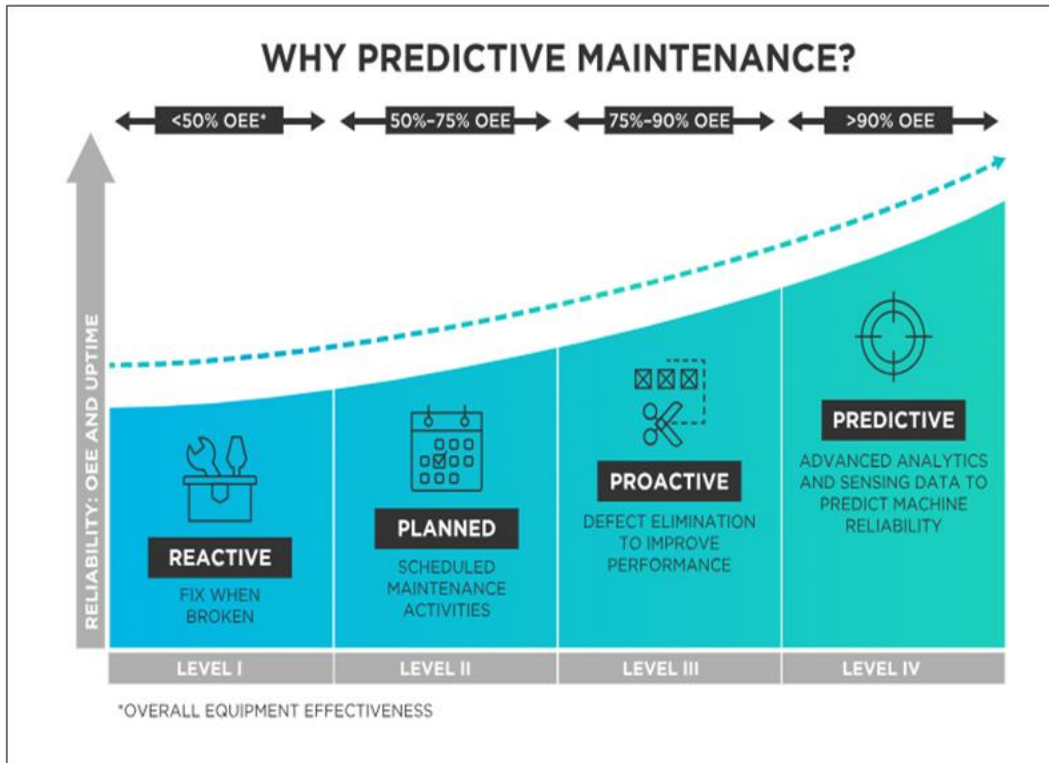 WHY PREDICTIVE MAINTENANCE?
<50% OEE*
50%–75% OEE
75%–90% OEE
>90% OEE
RELIABILITY: OEE AND UPTIME
REACTIVE
FIX WHEN
BROKEN
PLANNED
SCHEDULED
MAINTENANCE
ACTIVITIES
PROACTIVE
DEFECT ELIMINATION
TO IMPROVE
PERFORMANCE
PREDICTIVE
ADVANCED ANALYTICS
AND SENSING DATA TO
PREDICT MACHINE
RELIABILITY
LEVEL I
LEVEL II
LEVEL III
LEVEL IV
*OVERALL EQUIPMENT EFFECTIVENESS